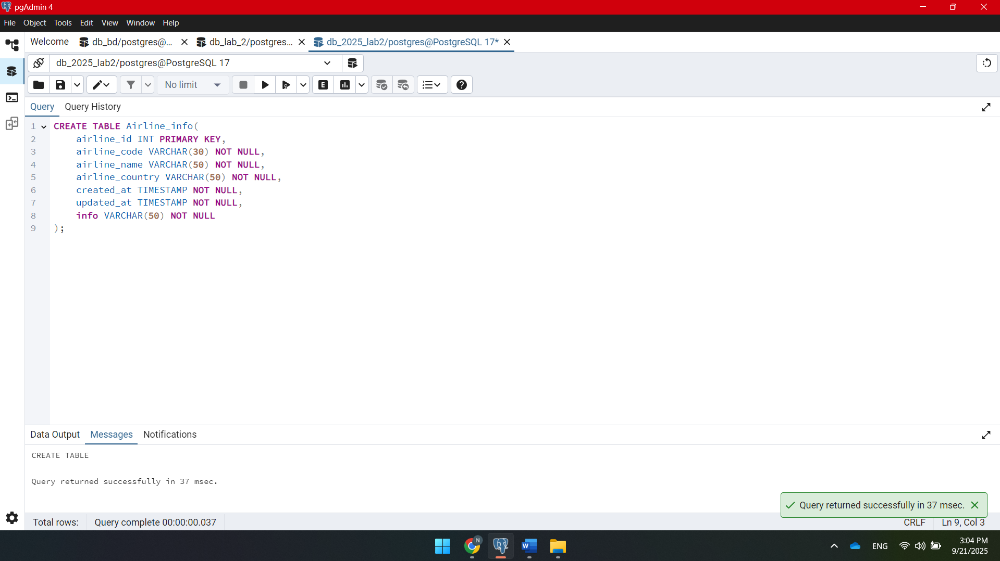 pgAdmin 4
File Object Tools Edit View Window Help
Welcome db_bd/postgres@... db_lab_2/postgres... db_2025_lab2/postgres@PostgreSQL 17*
db_2025_lab2/postgres@PostgreSQL 17
No limit E
Query Query History
1 CREATE TABLE Airline_info(
2 airline_id INT PRIMARY KEY,
3 airline_code VARCHAR(30) NOT NULL,
4 airline_name VARCHAR(50) NOT NULL,
5 airline_country VARCHAR(50) NOT NULL,
6 created_at TIMESTAMP NOT NULL,
7 updated_at TIMESTAMP NOT NULL,
8 info VARCHAR(50) NOT NULL
9 );
Data Output Messages Notifications
CREATE TABLE
Query returned successfully in 37 msec.
Query returned successfully in 37 msec.
Total rows: Query complete 00:00:00.037 CRLF Ln 9, Col 3
N W ENG 3:04 PM
9/21/2025